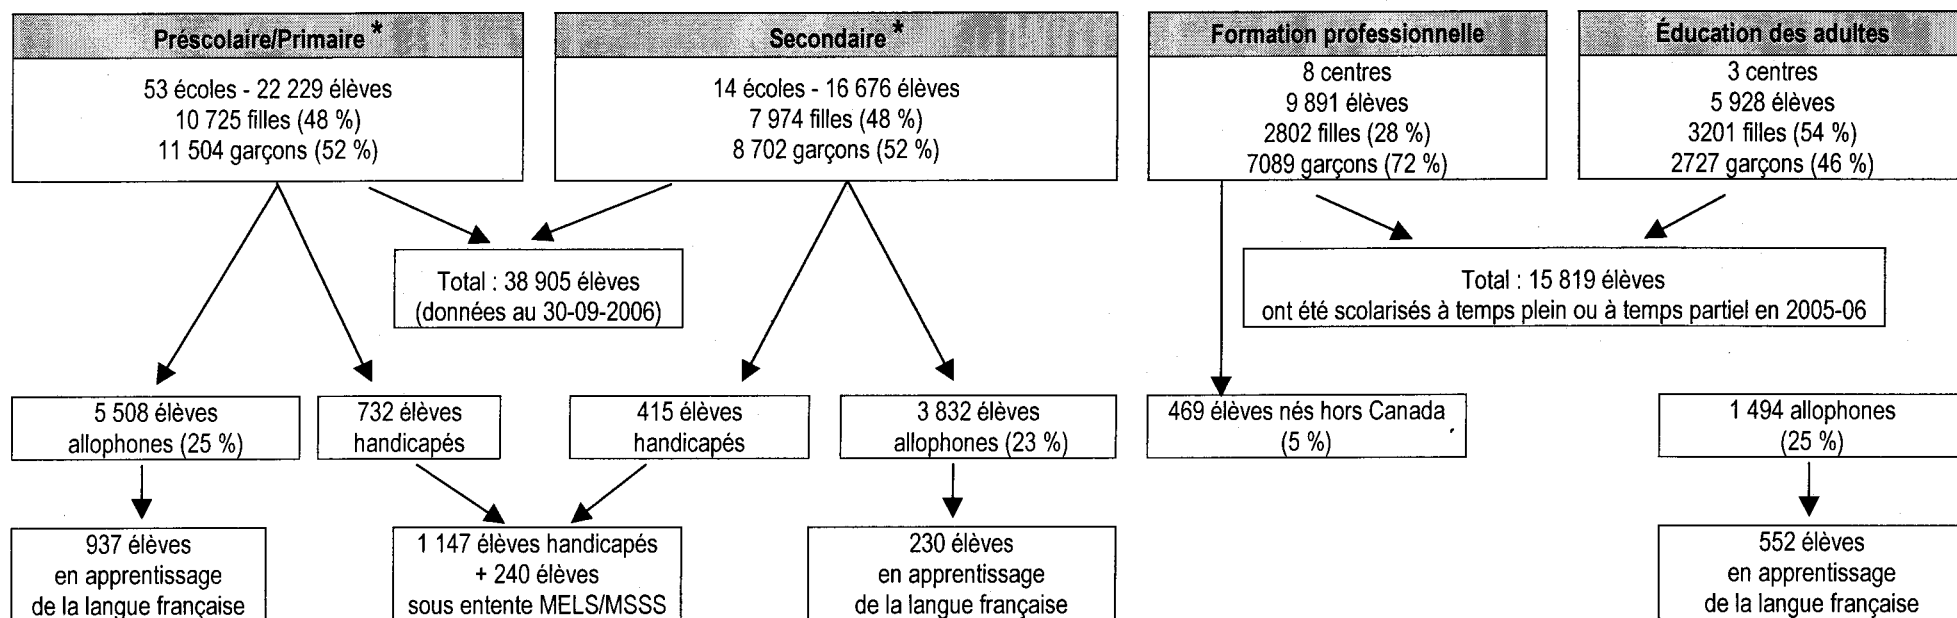 Préscolaire/Primaire *
53 écoles - 22 229 élèves
10 725 filles (48 %)
11 504 garçons (52 %)
Secondaire *
14 écoles - 16 676 élèves
7 974 filles (48 %)
8 702 garçons (52 %)
Formation professionnelle
8 centres
9 891 élèves
2802 filles (28 %)
7089 garçons (72 %)
Éducation des adultes
3 centres
5 928 élèves
3201 filles (54 %)
2727 garçons (46 %)
Total : 38 905 élèves
(données au 30-09-2006)
Total : 15 819 élèves
ont été scolarisés à temps plein ou à temps partiel en 2005-06
5 508 élèves
allophones (25 %)
732 élèves
handicapés
415 élèves
handicapés
3 832 élèves
allophones (23 %)
469 élèves nés hors Canada
(5 %)
1 494 allophones
(25 %)
937 élèves
en apprentissage
de la langue française
1 147 élèves handicapés
+ 240 élèves
sous entente MELS/MSSS
230 élèves
en apprentissage
de la langue française
552 élèves
en apprentissage
de la langue française